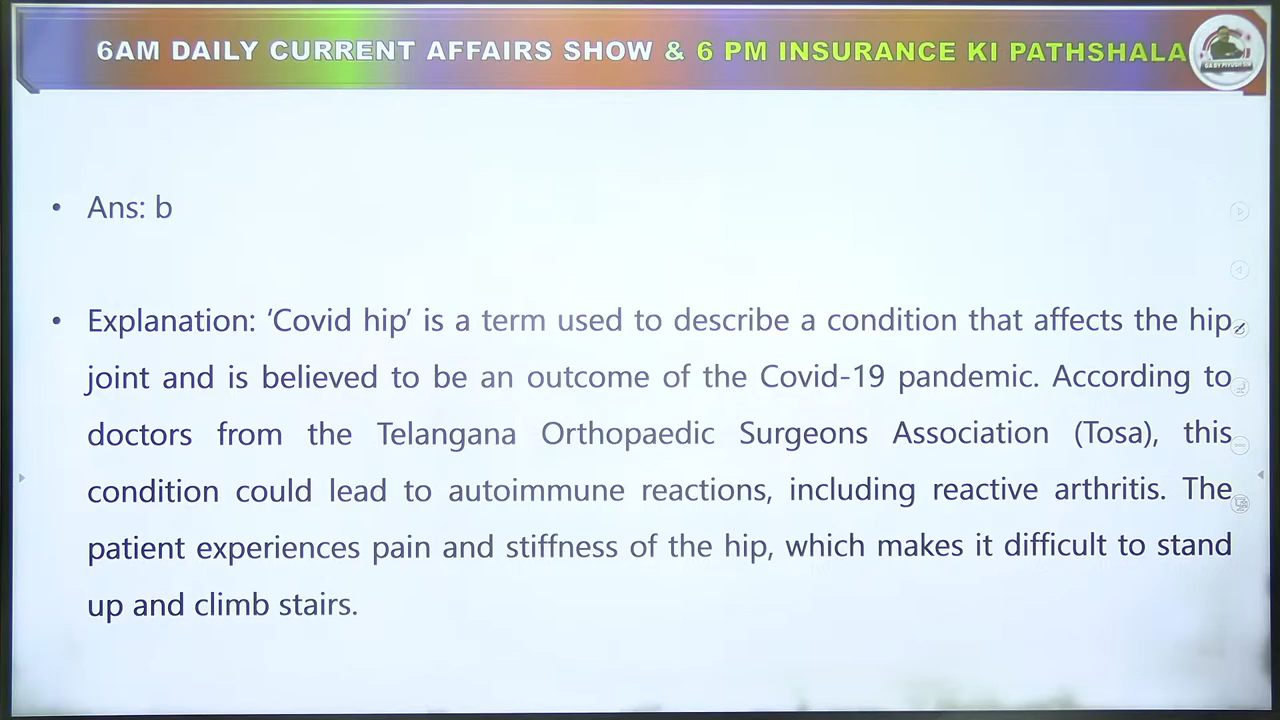 6AM DAILY CURRENT AFFAIRS SHOW & 6 PM INSURANCE KI PATHSHALA
GA BY PIYUSH SIR
• Ans: b
• Explanation: ‘Covid hip’ is a term used to describe a condition that affects the hip
joint and is believed to be an outcome of the Covid-19 pandemic. According to
doctors from the Telangana Orthopaedic Surgeons Association (Tosa), this
condition could lead to autoimmune reactions, including reactive arthritis. The
patient experiences pain and stiffness of the hip, which makes it difficult to stand
up and climb stairs.